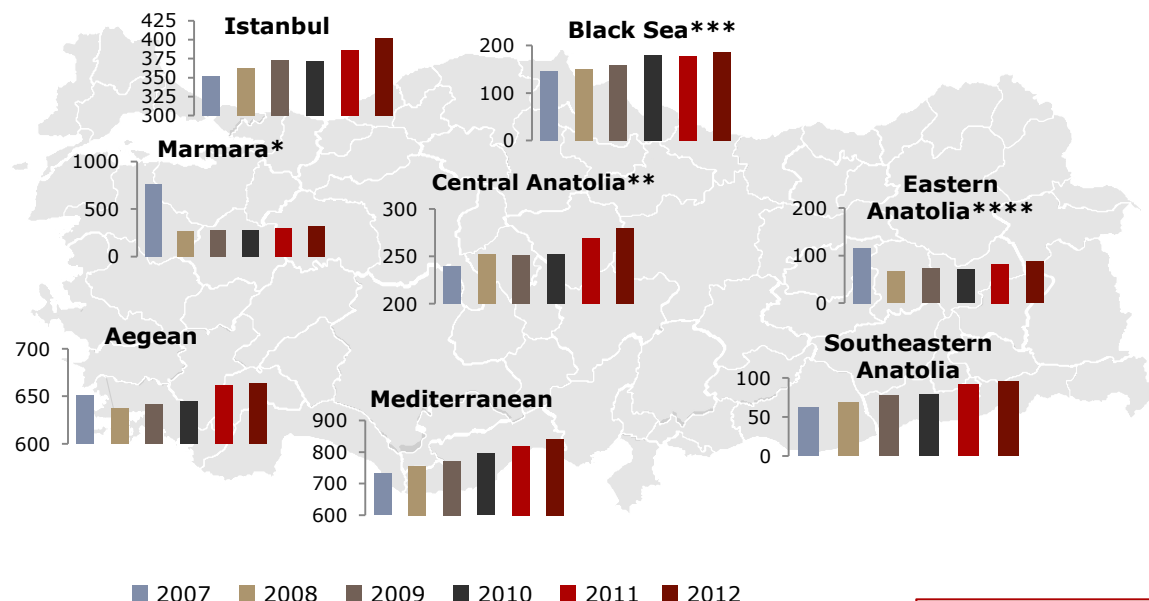 Istanbul
425
400
375
350
325
300
Black Sea***
200
100
0
Marmara*
1000
500
0
Central Anatolia**
300
250
200
Eastern
Anatolia****
200
100
0
Aegean
700
650
600
Mediterranean
900
800
700
600
Southeastern
Anatolia
100
50
0
2007 2008 2009 2010 2011 2012